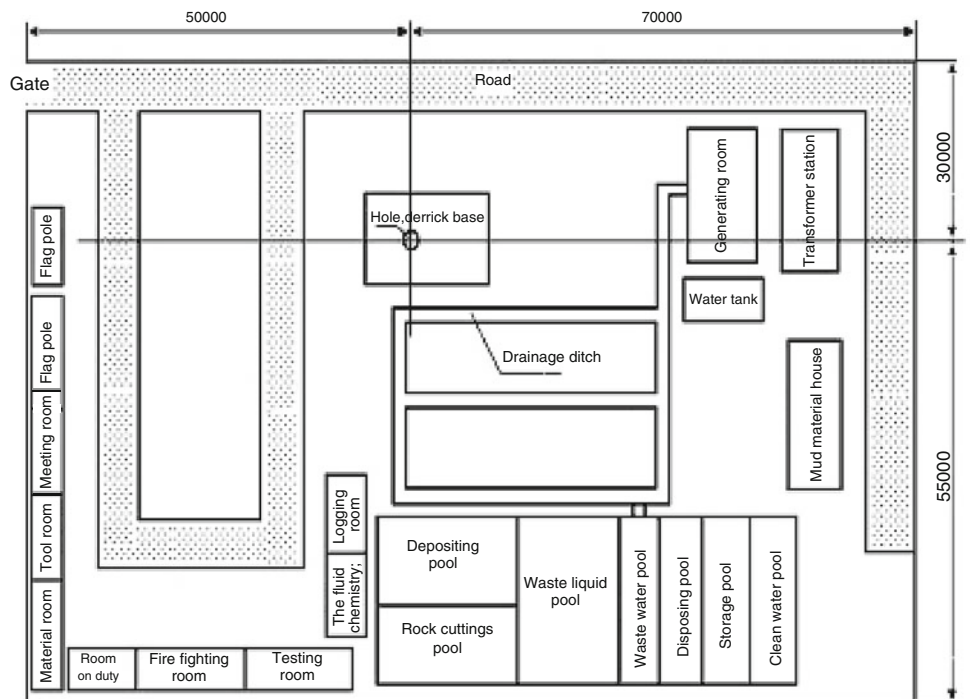 50000
70000
Gate
Road
30000
Generating room
Transformer station
Hole,derrick base
Flag pole
Water tank
Flag pole
Drainage ditch
Mud material house
Meeting room
55000
Logging
room
Tool room
Depositing
pool
Waste liquid
pool
Waste water pool
Disposing pool
Storage pool
Clean water pool
The fluid
chemistry;
Rock cuttings
pool
Material room
Room
on duty
Fire fighting
room
Testing
room